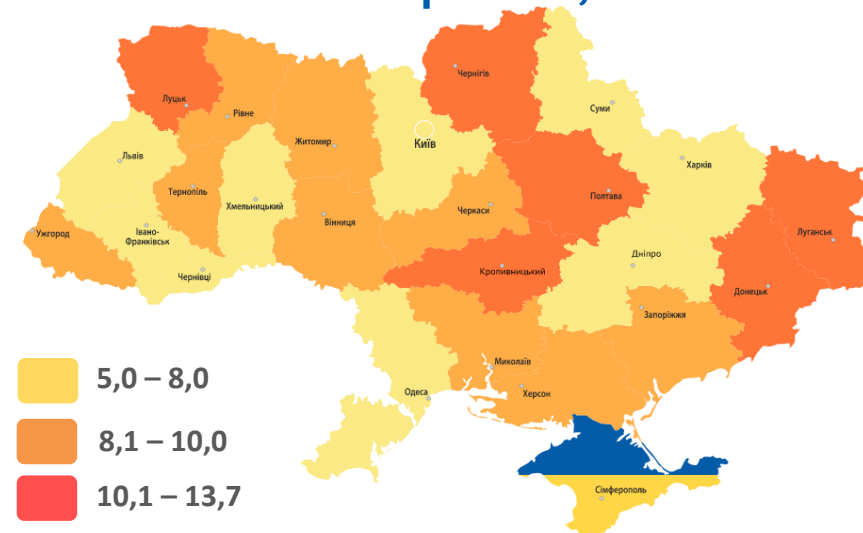 Чернігів
Луцьк
Суми
Рівне
Житомир
Київ
Львів
Харків
Тернопіль
Полтава
Хмельницький
Черкаси
Вінниця
Ужгород
Івано-
Франківськ
Луганськ
Дніпро
Чернівці
Кропивницький
Донецьк
Запоріжжя
Миколаїв
5,0 – 8,0
Одеса
Херсон
8,1 – 10,0
Сімферополь
10,1 – 13,7